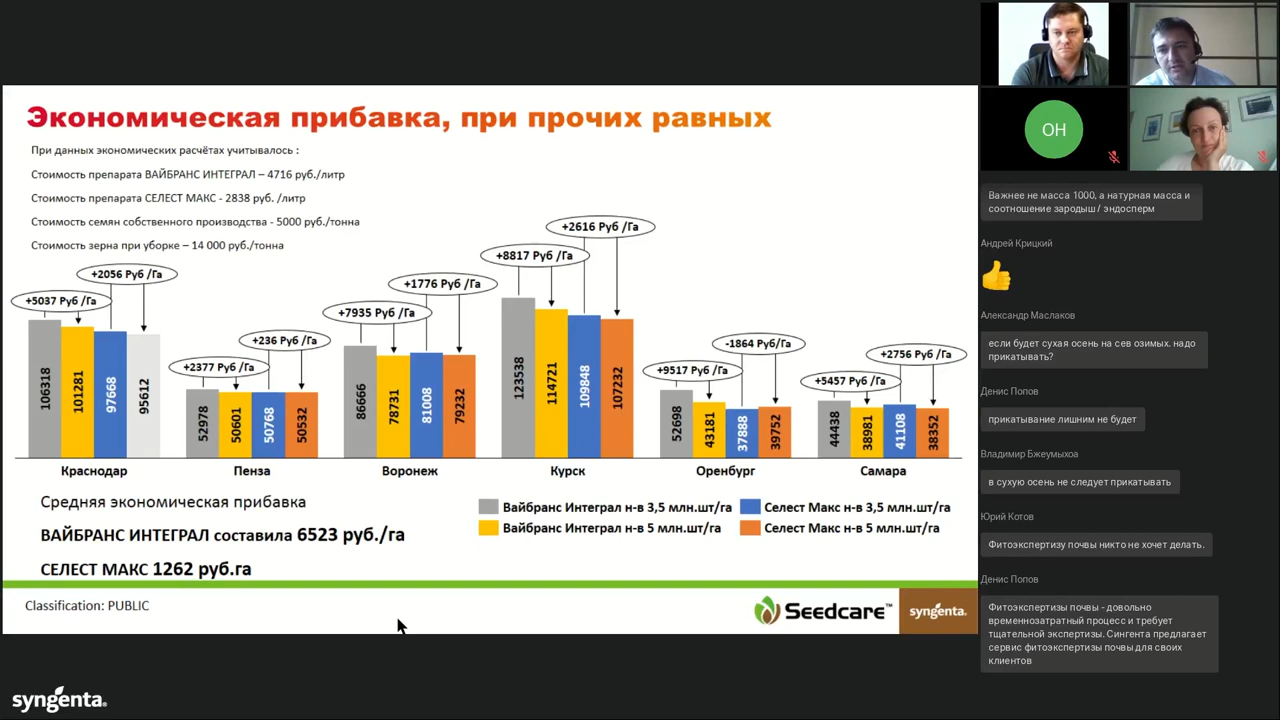 Экономическая прибавка, при прочих равных
При данных экономических расчётах учитывалось :
Стоимость препарата ВАЙБРАНС ИНТЕГРАЛ – 4716 руб./литр
Стоимость препарата СЕЛЕСТ МАКС - 2838 руб. /литр
Стоимость семян собственного производства - 5000 руб./тонна
Стоимость зерна при уборке – 14 000 руб./тонна
+5037 Руб /Га
+2056 Руб /Га
+2377 Руб /Га
+236 Руб /Га
+7935 Руб /Га
+1776 Руб /Га
+8817 Руб /Га
+2616 Руб /Га
+9517 Руб /Га
-1864 Руб/Га
+5457 Руб /Га
+2756 Руб /Га
106318
101281
97668
95612
52978
50601
50768
50532
86666
78731
81008
79232
123538
114721
109848
107232
52698
43181
37888
39752
44438
38981
41108
38352
Краснодар
Пенза
Воронеж
Курск
Оренбург
Самара
Средняя экономическая прибавка
ВАЙБРАНС ИНТЕГРАЛ составила 6523 руб./га
СЕЛЕСТ МАКС 1262 руб.га
Вайбранс Интеграл н-в 3,5 млн.шт/га
Селест Макс н-в 3,5 млн.шт/га
Вайбранс Интеграл н-в 5 млн.шт/га
Селест Макс н-в 5 млн.шт/га
Classification: PUBLIC
Seedcare™
syngenta.
syngenta.
ОН
Важнее не масса 1000, а натурная масса и
соотношение зародыш / эндосперм
Андрей Крицкий
Александр Маслаков
если будет сухая осень на сев озимых. надо
прикатывать?
Денис Попов
прикатывание лишним не будет
Владимир Бжеумыхоа
в сухую осень не следует прикатывать
Юрий Котов
Фитоэкспертизу почвы никто не хочет делать.
Денис Попов
Фитоэкспертизы почвы - довольно
временнозатратный процесс и требует
тщательной экспертизы. Сингента предлагает
сервис фитоэкспертизы почвы для своих
клиентов